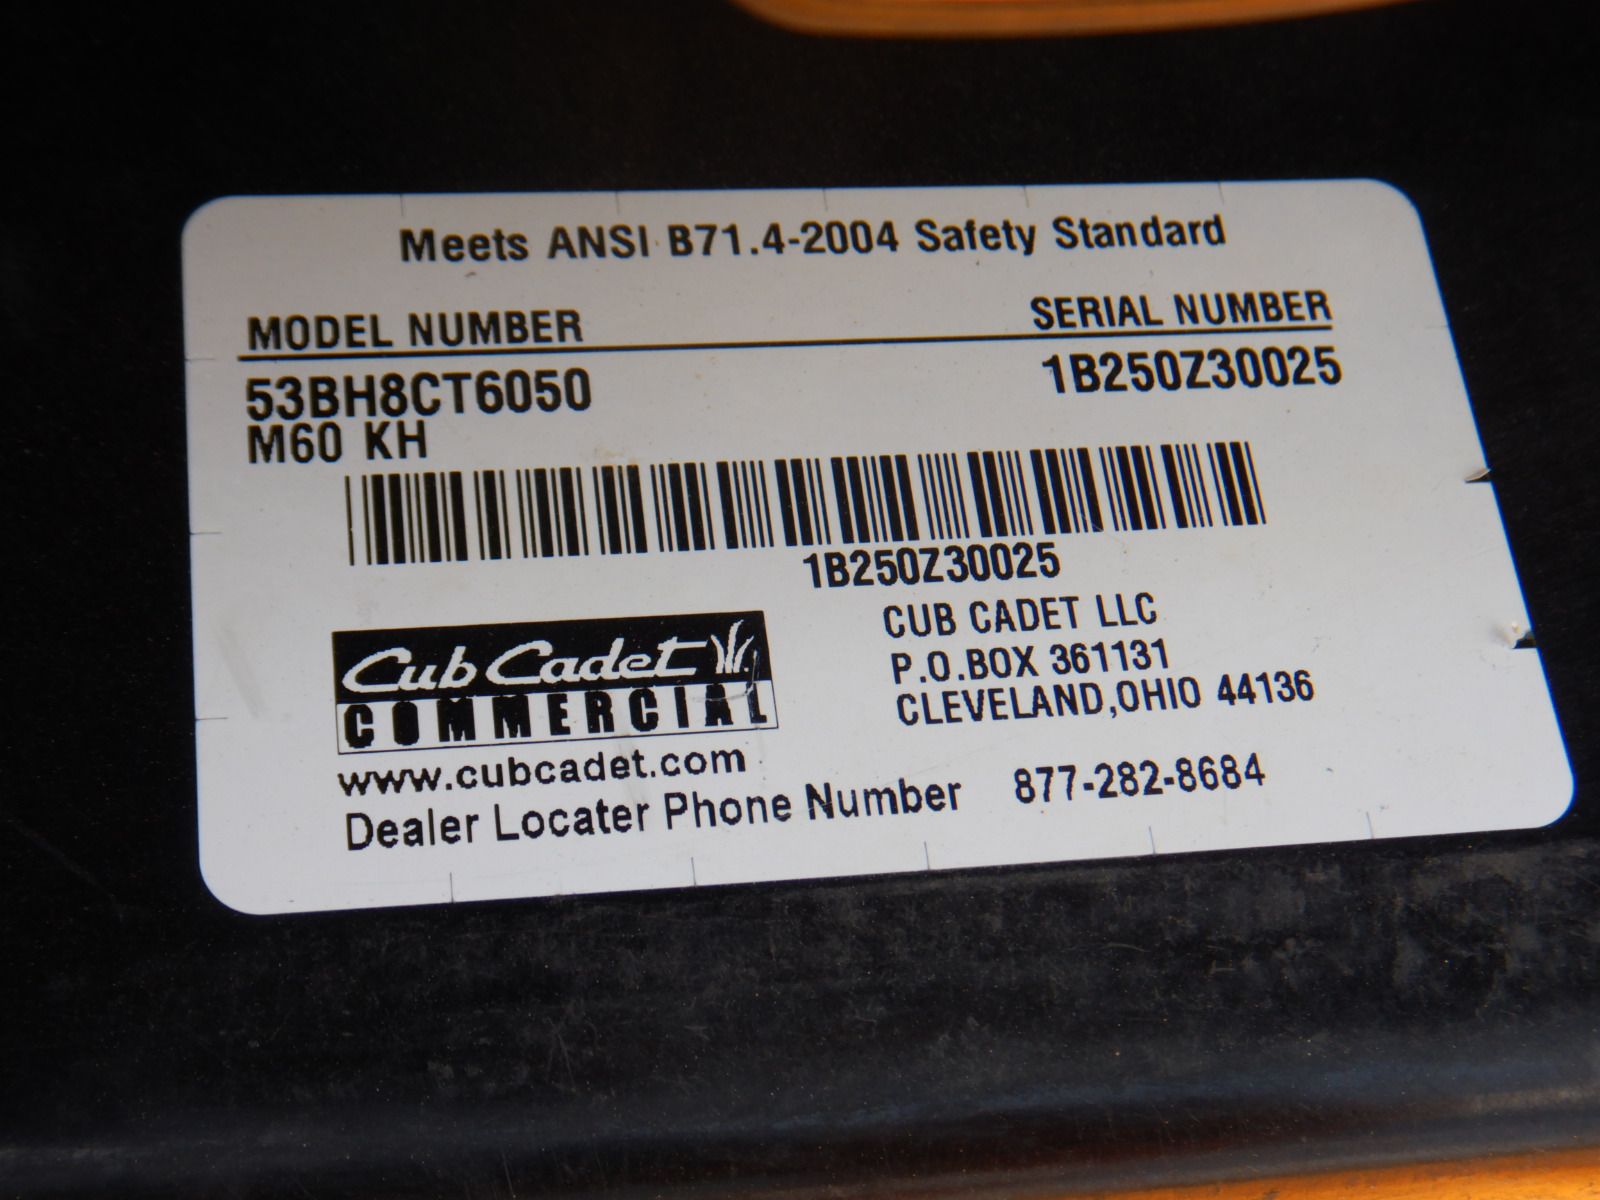 Meets ANSI B71.4-2004 Safety Standard
MODEL NUMBER SERIAL NUMBER
53BH8CT6050 1B250Z30025
M60 KH
1B250Z30025
Cub Cadet
COMMERCIAL
CUB CADET LLC
P.O.BOX 361131
CLEVELAND,OHIO 44136
www.cubcadet.com
Dealer Locater Phone Number 877-282-8684